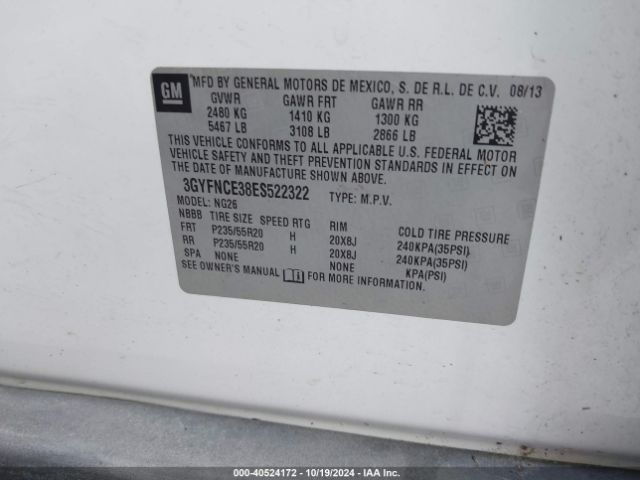 GM
MFD BY GENERAL MOTORS DE MEXICO, S. DE R.L. DE C.V. 08/13
GVWR GAWR FRT GAWR RR
2480 KG 1410 KG 1300 KG
5467 LB 3108 LB 2866 LB
THIS VEHICLE CONFORMS TO ALL APPLICABLE U.S. FEDERAL MOTOR
VEHICLE SAFETY AND THEFT PREVENTION STANDARDS IN EFFECT ON
THE DATE OF MANUFACTURE SHOWN ABOVE.
3GYFNCE38ES522322 TYPE: M.P.V.
MODEL: NG26
NBBB TIRE SIZE SPEED RTG RIM COLD TIRE PRESSURE
FRT P235/55R20 H 20X8J 240KPA(35PSI)
RR P235/55R20 H 20X8J 240KPA(35PSI)
SPA NONE NONE KPA(PSI)
SEE OWNER'S MANUAL FOR MORE INFORMATION.
000-40524172 - 10/19/2024 - IAA Inc.